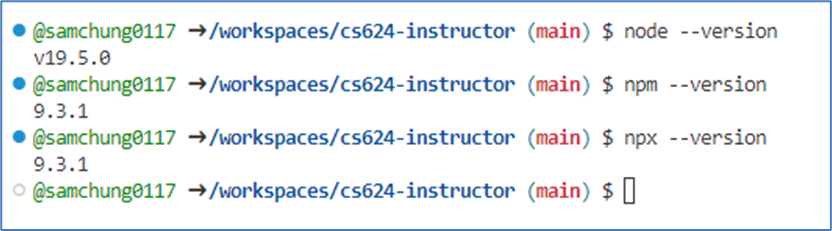 @samchung0117 ➜/workspaces/cs624-instructor (main) $ node --version
v19.5.0
@samchung0117 ➜/workspaces/cs624-instructor (main) $ npm --version
9.3.1
@samchung0117 ➜/workspaces/cs624-instructor (main) $ npx --version
9.3.1
@samchung0117 ➜/workspaces/cs624-instructor (main) $